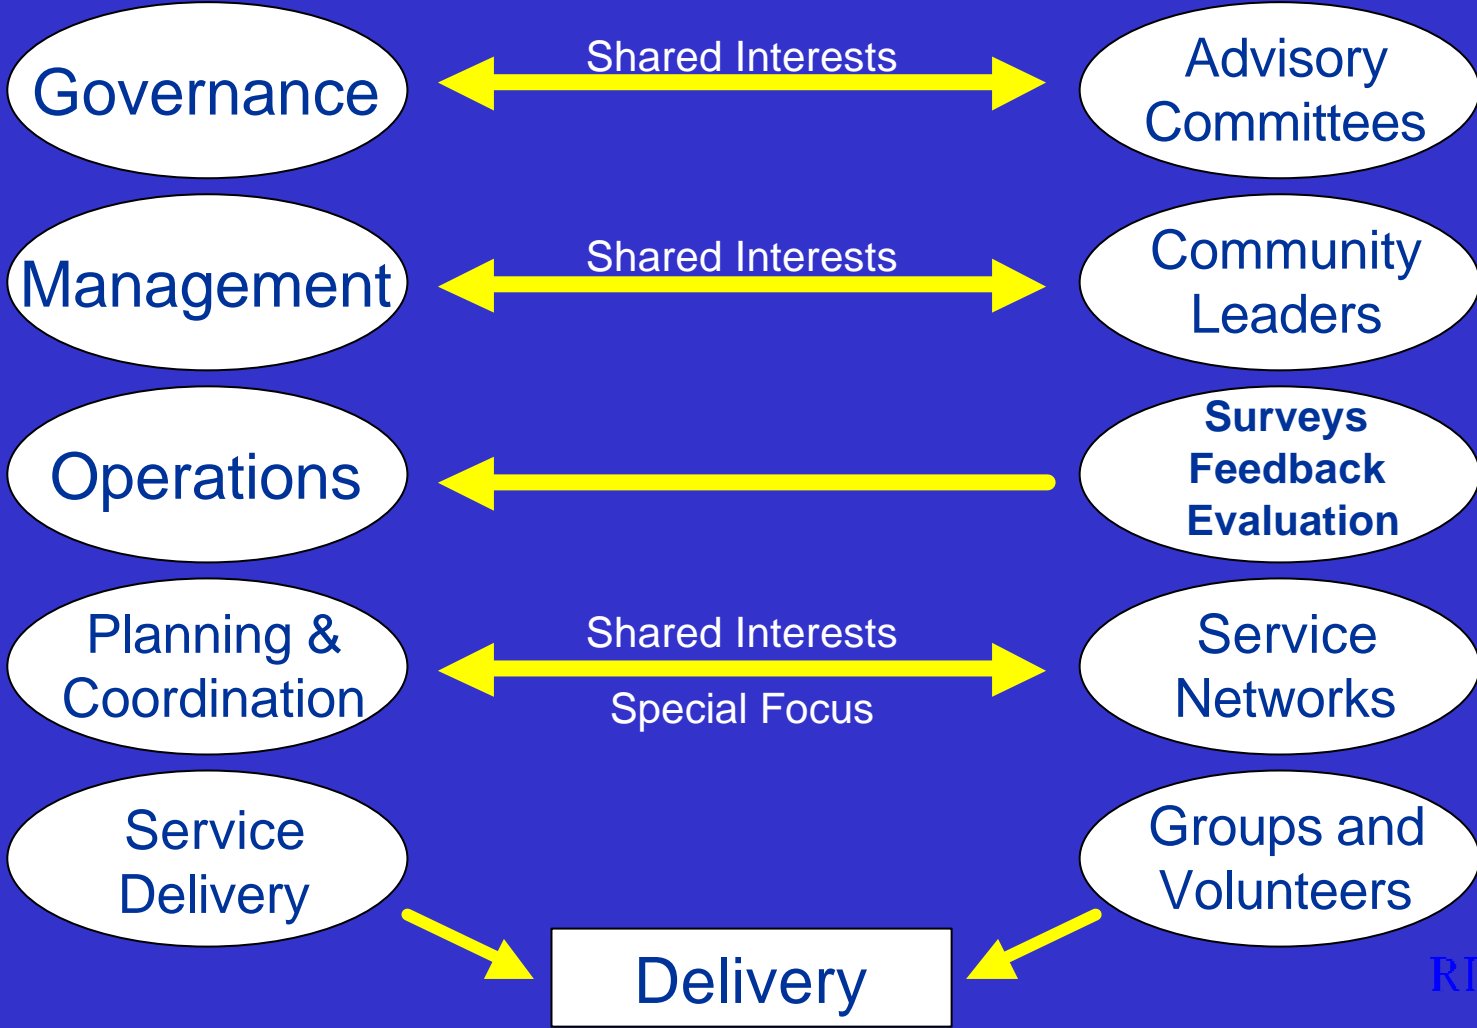 Governance
Shared Interests
Advisory
Committees
Management
Shared Interests
Community
Leaders
Operations
Surveys
Feedback
Evaluation
Planning &
Coordination
Shared Interests
Special Focus
Service
Networks
Service
Delivery
Groups and
Volunteers
Delivery